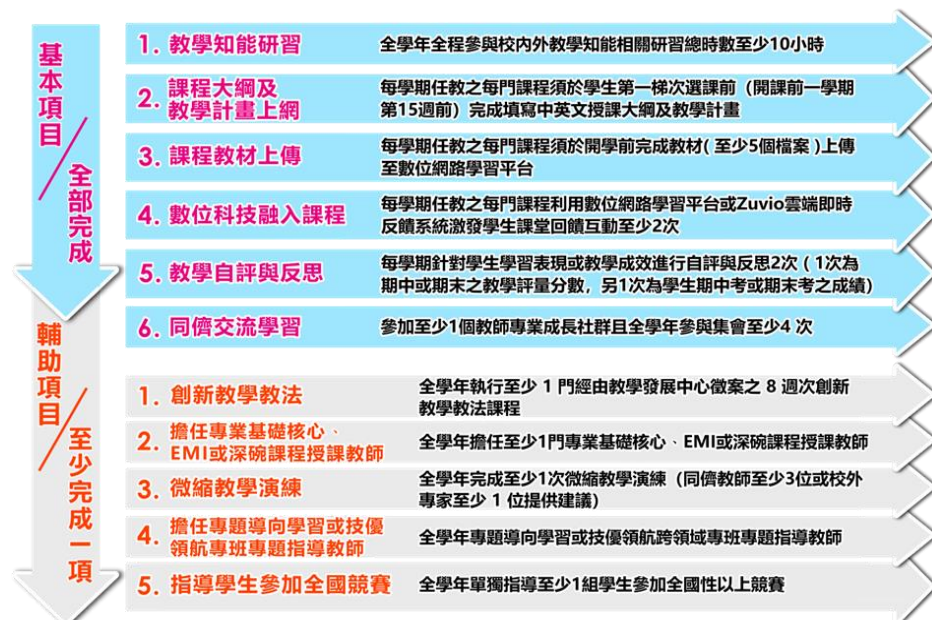 基本項目／全部完成
1. 教學知能研習
全學年全程參與校內外教學知能相關研習總時數至少10小時
2. 課程大綱及
教學計畫上網
每學期任教之每門課程須於學生第一梯次選課前（開課前一學期
第15週前）完成填寫中英文授課大綱及教學計畫
3. 課程教材上傳
每學期任教之每門課程須於開學前完成教材( 至少5個檔案 )上傳
至數位網路學習平台
4. 數位科技融入課程
每學期任教之每門課程利用數位網路學習平台或Zuvio雲端即時
反饋系統激發學生課堂回饋互動至少2次
5. 教學自評與反思
每學期針對學生學習表現或教學成效進行自評與反思2次 ( 1次為
期中或期末之教學評量分數，另1次為學生期中考或期末考之成績)
6. 同儕交流學習
參加至少1個教師專業成長社群且全學年參與集會至少4 次
輔助項目／至少完成一項
1. 創新教學教法
全學年執行至少 1 門經由教學發展中心徵案之 8 週次創新
教學教法課程
2. 擔任專業基礎核心、
EMI或深碗課程授課教師
全學年擔任至少1門專業基礎核心、EMI或深碗課程授課教師
3. 微縮教學演練
全學年完成至少1次微縮教學演練（同儕教師至少3位或校外
專家至少 1 位提供建議）
4. 擔任專題導向學習或技優
領航專班專題指導教師
全學年專題導向學習或技優領航跨領域專班專題指導教師
5. 指導學生參加全國競賽
全學年單獨指導至少1組學生參加全國性以上競賽